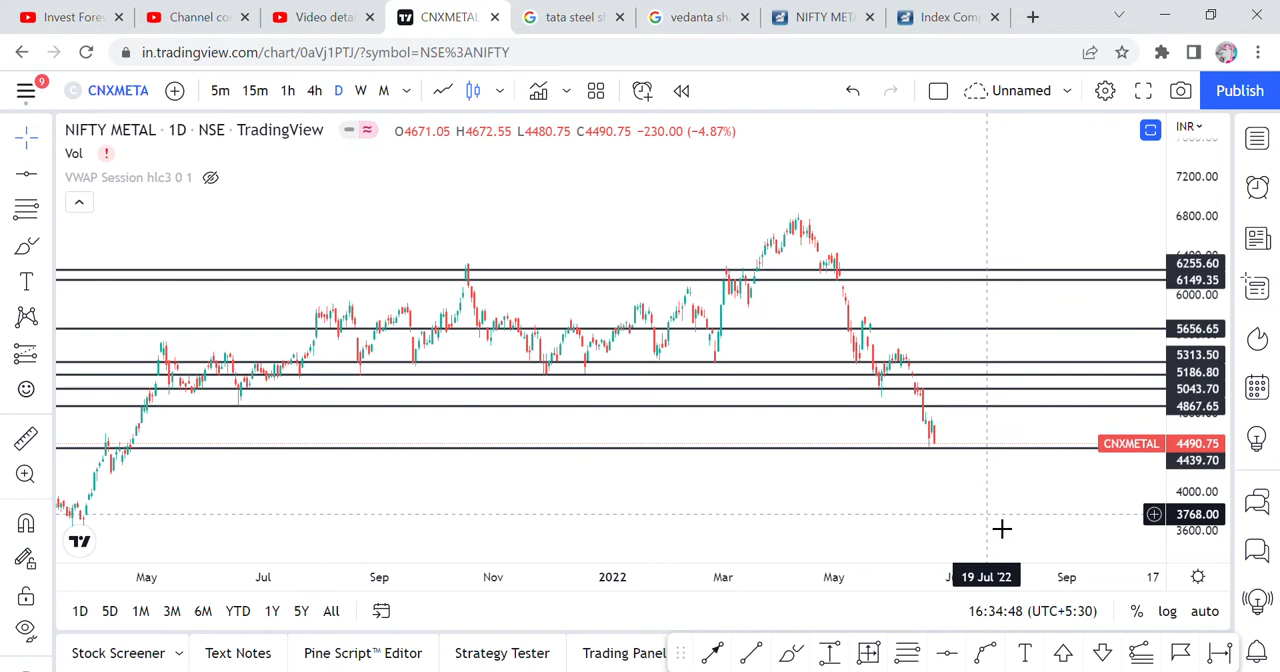 Invest Fore
Channel co
Video deta
CNXMETAL
tata steel s
vedanta sh
NIFTY MET
Index Com
in.tradingview.com/chart/0aVj1PTJ/?symbol=NSE%3ANIFTY
9
C CNXMETA
5m 15m 1h 4h D W M
Unnamed
Publish
NIFTY METAL · 1D · NSE · TradingView
O4671.05 H4672.55 L4480.75 C4490.75 −230.00 (−4.87%)
INR
Vol
VWAP Session hlc3 0 1
7200.00
6800.00
6255.60
6149.35
6000.00
5656.65
5313.50
5186.80
5043.70
4867.65
CNXMETAL 4490.75
4439.70
4000.00
3768.00
3600.00
May Jul Sep Nov 2022 Mar May 19 Jul '22 Sep 17
1D 5D 1M 3M 6M YTD 1Y 5Y All
16:34:48 (UTC+5:30) % log auto
Stock Screener Text Notes Pine Script™ Editor Strategy Tester Trading Panel